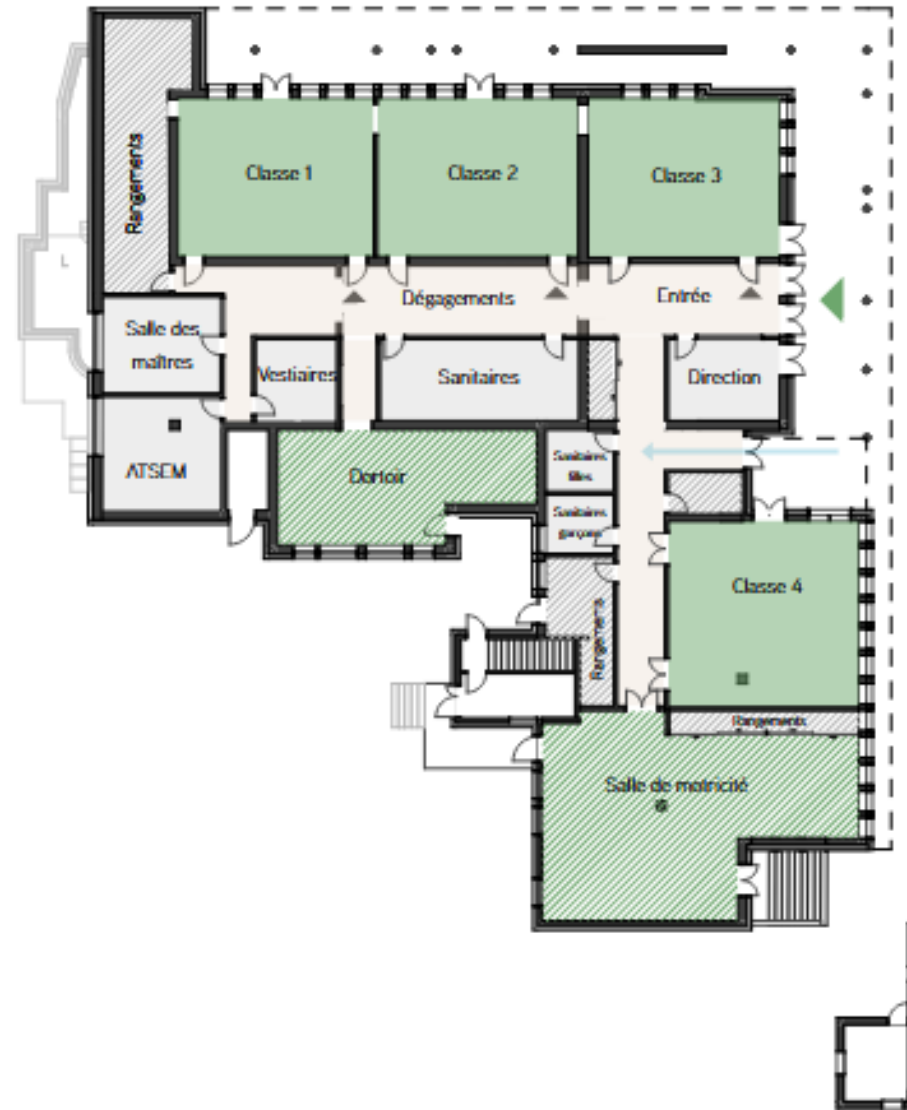 Rangements
Classe 1
Classe 2
Classe 3
L
Dégagements
Entrée
Salle des
maîtres
Vestiaires
Sanitaires
Direction
ATSEM
Dortoir
Sanitaires
filles
Sanitaires
garçons
Rangements
Classe 4
Rangements
Salle de motricité